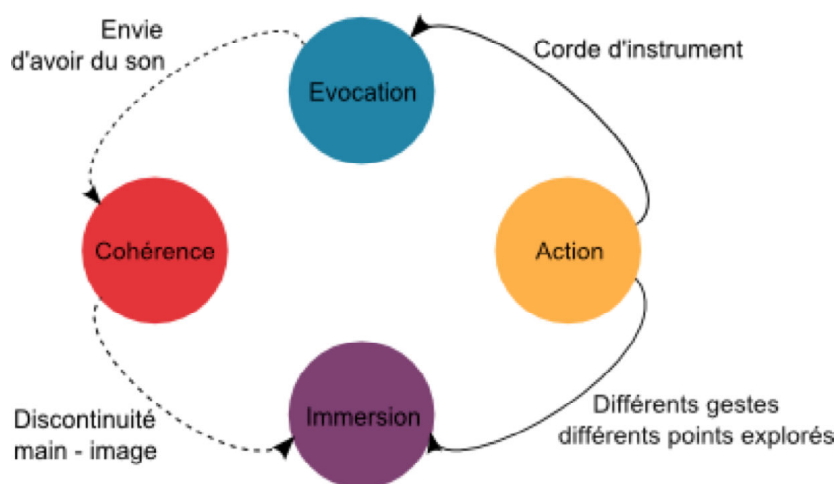 Envie
d'avoir du son
Corde d'instrument
Evocation
Cohérence
Action
Immersion
Discontinuité
main - image
Différents gestes
différents points explorés